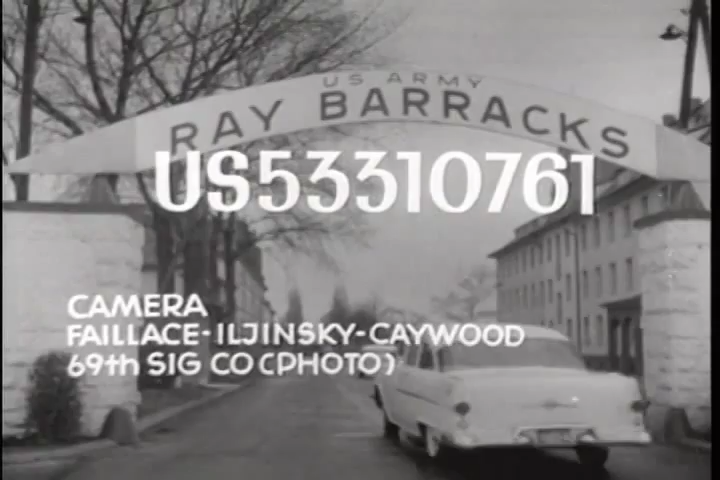 US ARMY
RAY BARRACKS
US53310761
CAMERA
FAILLACE-ILJINSKY-CAYWOOD
69th SIG CO (PHOTO)